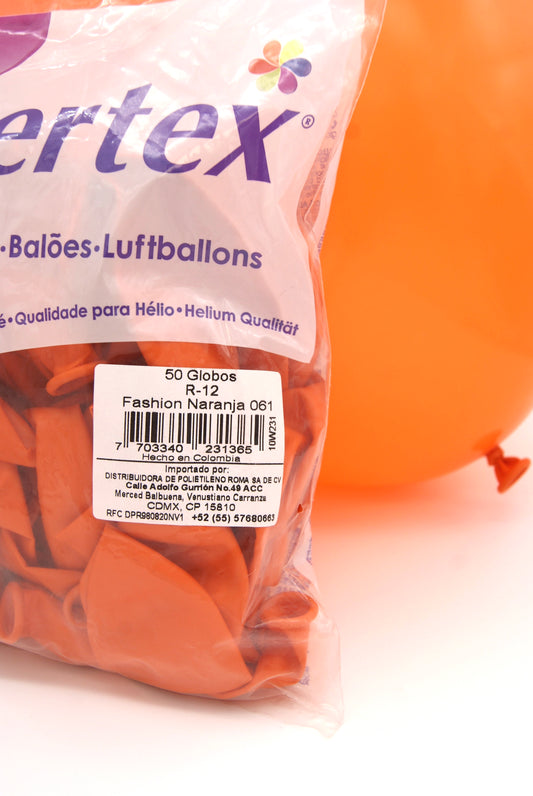 ertex®
•Balões•Luftballons
é•Qualidade para Hélio•Helium Qualität
50 Globos
R-12
Fashion Naranja 061
10W231
7 703340 231365
Hecho en Colombia
Importado por:
DISTRIBUIDORA DE POLIETILENO ROMA SA DE CV
Calle Adolfo Gurrión No.49 ACC
Merced Balbuena, Venustiano Carranza
CDMX, CP 15810
RFC DPR980820NV1 +52 (55) 57680663